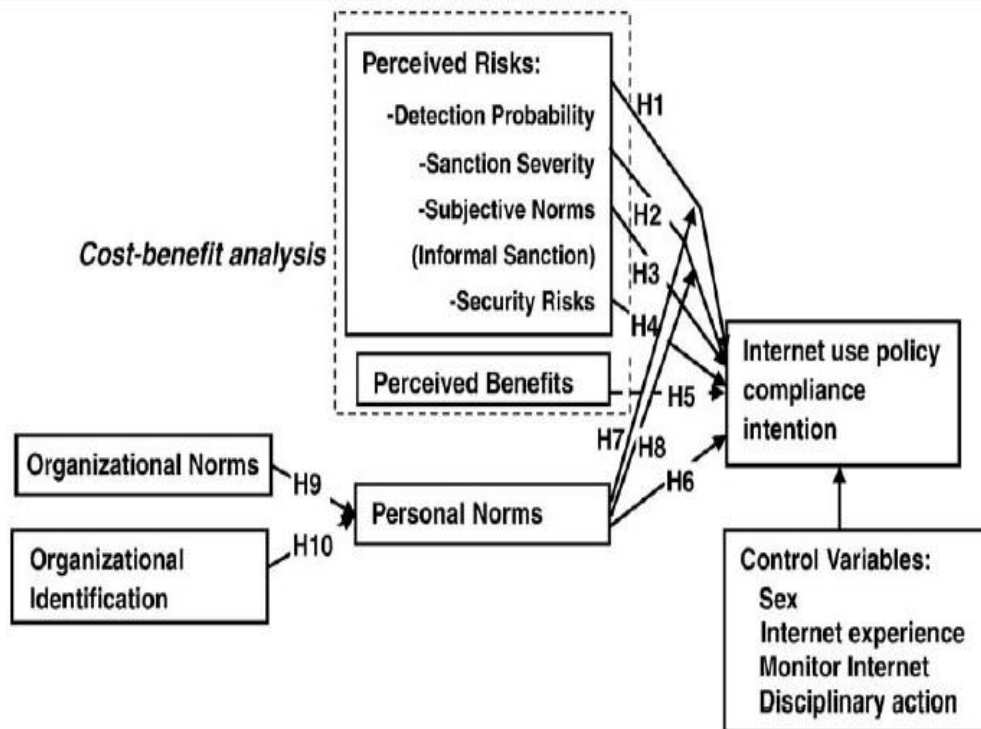 Perceived Risks:
-Detection Probability
-Sanction Severity
-Subjective Norms
(Informal Sanction)
-Security Risks
Cost-benefit analysis
Perceived Benefits
H1
H2
H3
H4
H5
H7
H8
H6
Internet use policy
compliance
intention
Organizational Norms
H9
Personal Norms
H10
Organizational
Identification
Control Variables:
Sex
Internet experience
Monitor Internet
Disciplinary action